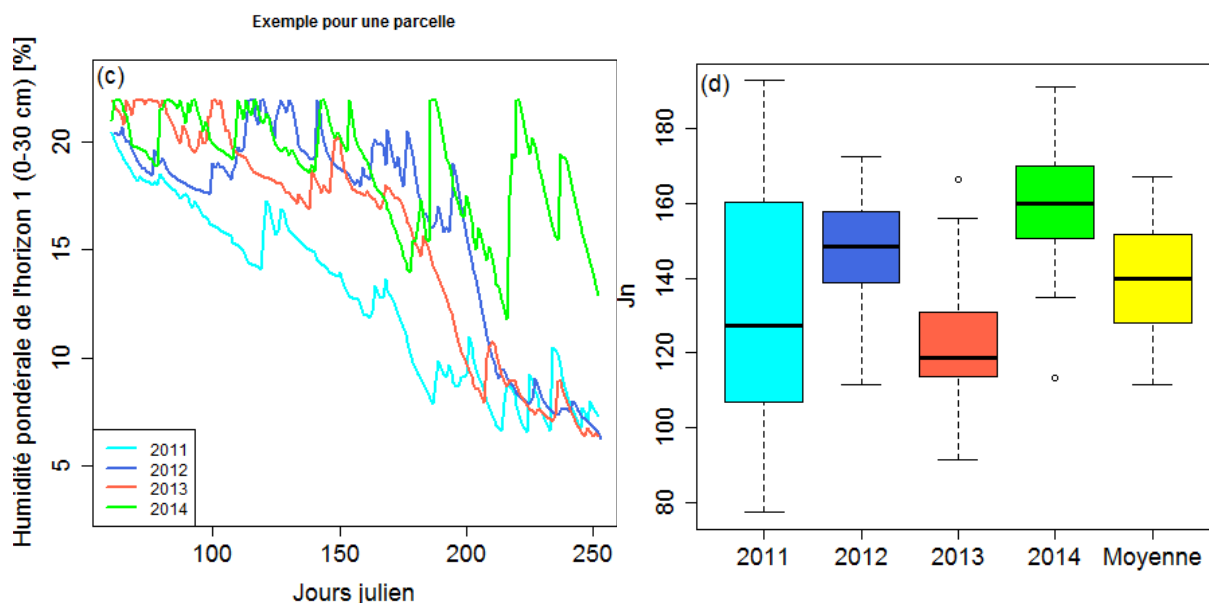 Exemple pour une parcelle
(c)
Humidité pondérale de l'horizon 1 (0-30 cm) [%]
20
15
10
5
2011
2012
2013
2014
100 150 200 250
Jours julien
(d)
Jn
180
160
140
120
100
80
2011 2012 2013 2014 Moyenne